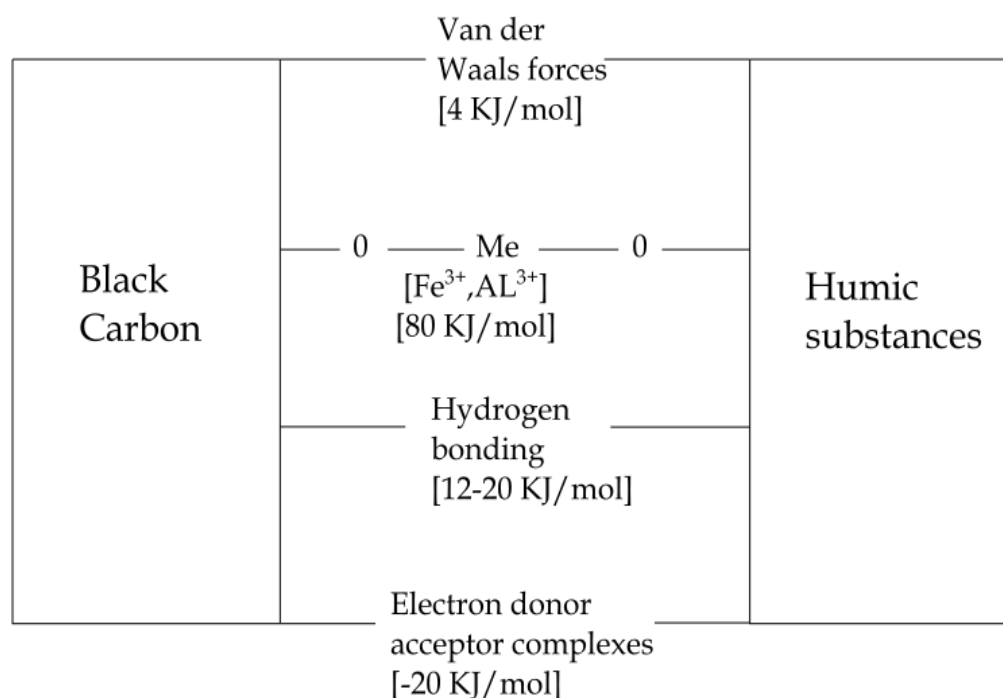 Van der
Waals forces
[4 KJ/mol]
0 Me 0
[Fe³⁺,AL³⁺]
[80 KJ/mol]
Black
Carbon
Humic
substances
Hydrogen
bonding
[12-20 KJ/mol]
Electron donor
acceptor complexes
[-20 KJ/mol]